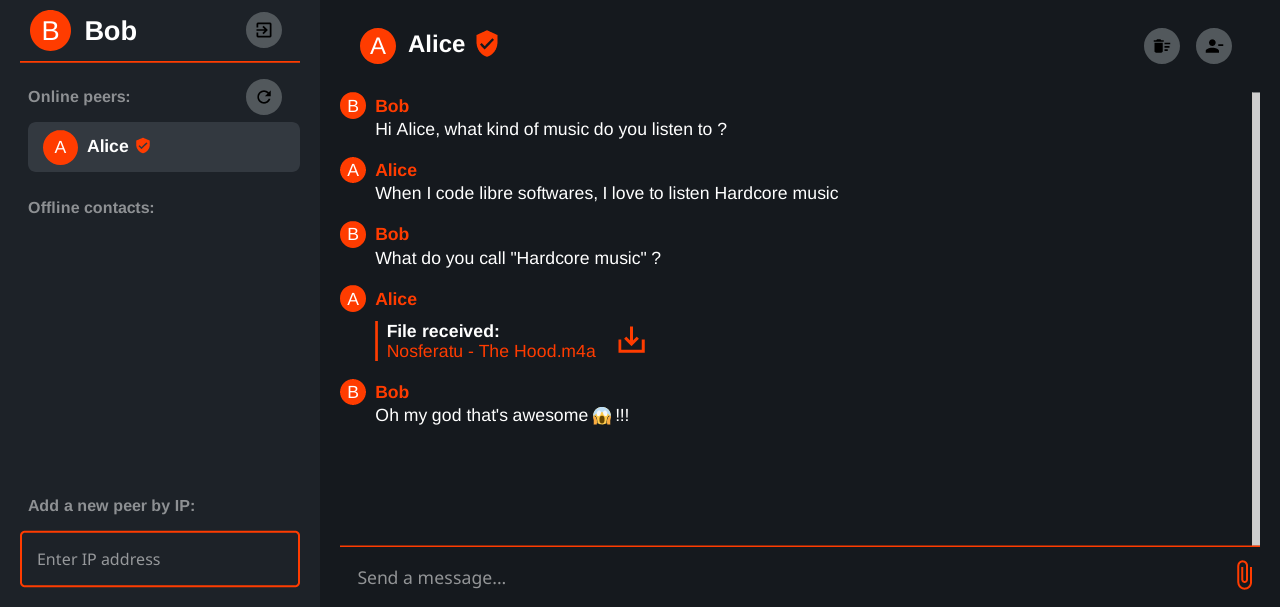 B Bob
Online peers:
A Alice
Offline contacts:
Add a new peer by IP:
Enter IP address
A Alice
B Bob
Hi Alice, what kind of music do you listen to ?
A Alice
When I code libre softwares, I love to listen Hardcore music
B Bob
What do you call "Hardcore music" ?
A Alice
File received:
Nosferatu - The Hood.m4a
B Bob
Oh my god that's awesome 😱 !!!
Send a message...